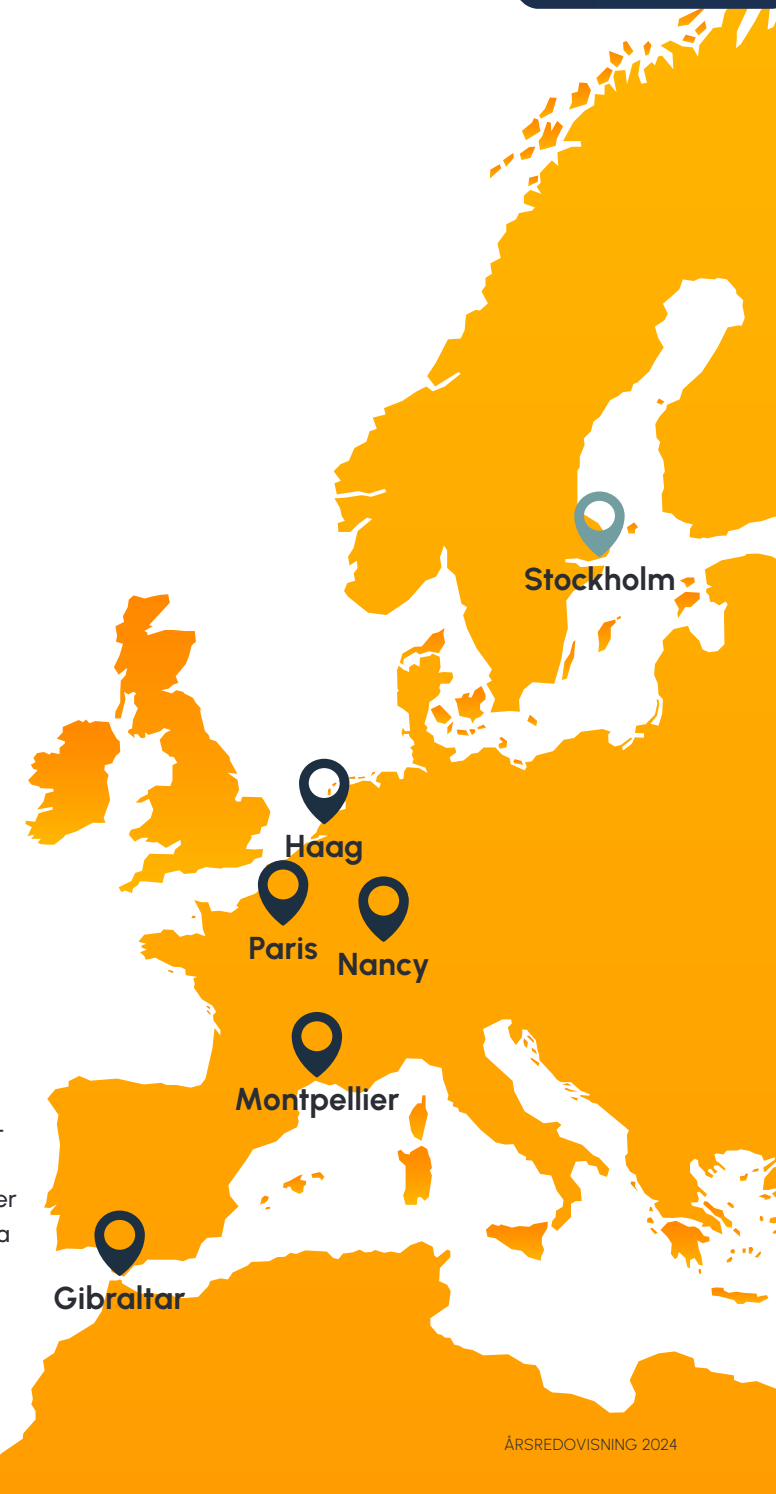 Stockholm
Haag
Paris
Nancy
Montpellier
Gibraltar
ÅRSREDOVISNING 2024